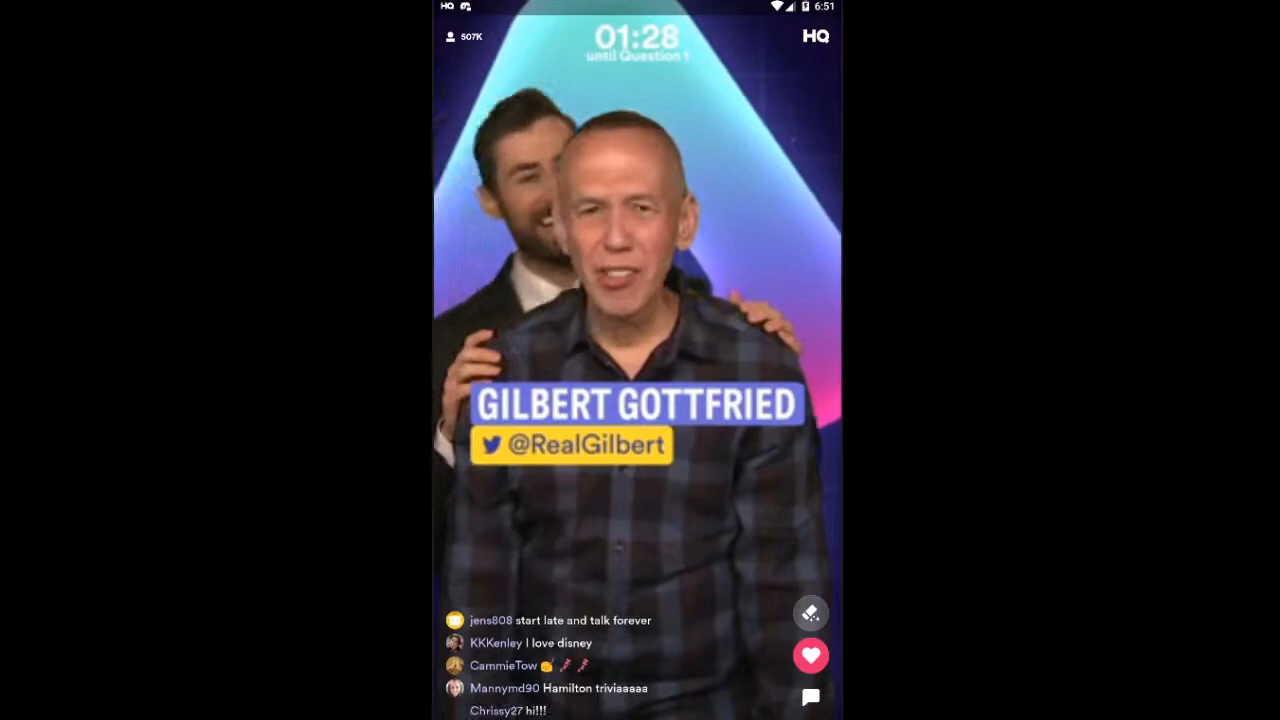 HQ
6:51
507K
01:28
until Question 1
HQ
GILBERT GOTTFRIED
@RealGilbert
jens808 start late and talk forever
KKKenley I love disney
CammieTow
Mannymd90 Hamilton triviaaaaa
Chrissy27 hi!!!